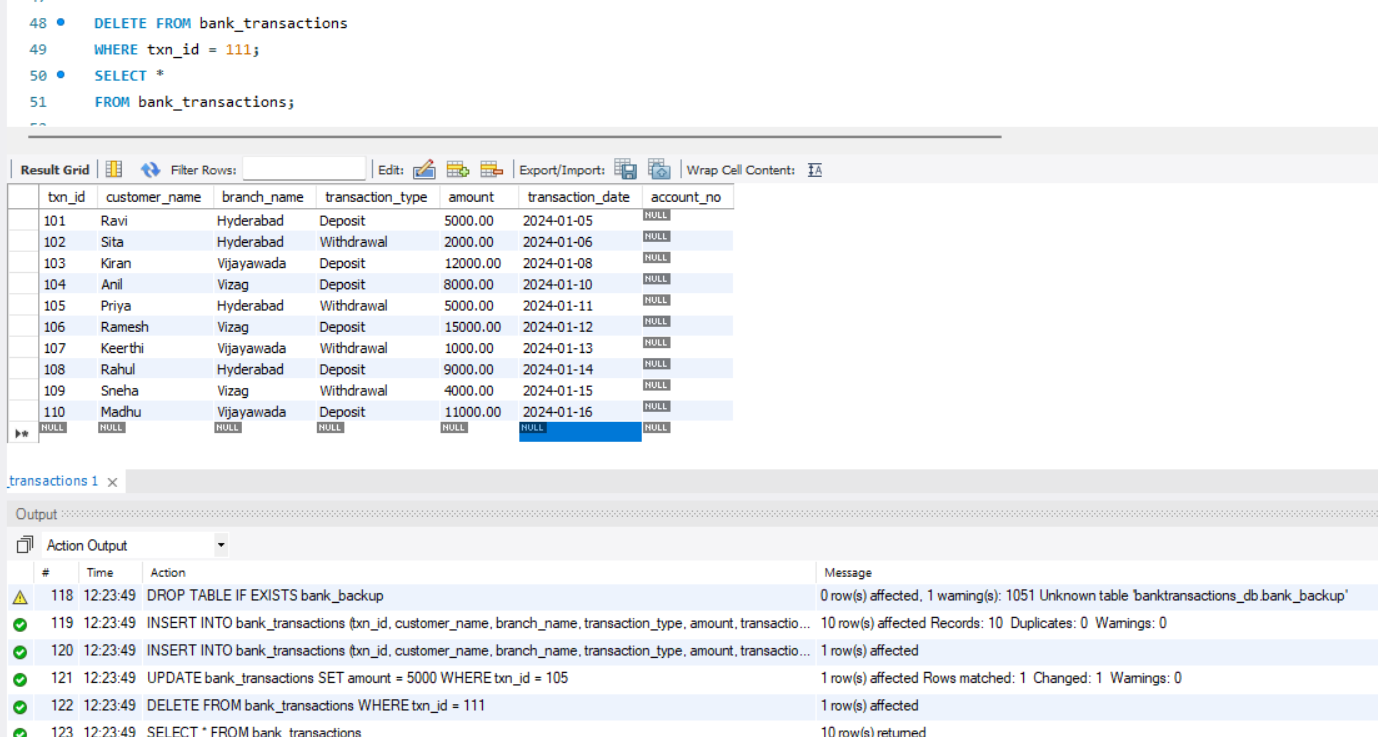 48 DELETE FROM bank_transactions
49 WHERE txn_id = 111;
50 SELECT *
51 FROM bank_transactions;
Result Grid Filter Rows: Edit: Export/Import: Wrap Cell Content: IA
txn_id customer_name branch_name transaction_type amount transaction_date account_no
101 Ravi Hyderabad Deposit 5000.00 2024-01-05 NULL
102 Sita Hyderabad Withdrawal 2000.00 2024-01-06 NULL
103 Kiran Vijayawada Deposit 12000.00 2024-01-08 NULL
104 Anil Vizag Deposit 8000.00 2024-01-10 NULL
105 Priya Hyderabad Withdrawal 5000.00 2024-01-11 NULL
106 Ramesh Vizag Deposit 15000.00 2024-01-12 NULL
107 Keerthi Vijayawada Withdrawal 1000.00 2024-01-13 NULL
108 Rahul Hyderabad Deposit 9000.00 2024-01-14 NULL
109 Sneha Vizag Withdrawal 4000.00 2024-01-15 NULL
110 Madhu Vijayawada Deposit 11000.00 2024-01-16 NULL
NULL NULL NULL NULL NULL NULL NULL
_transactions 1
Output
Action Output
# Time Action Message
118 12:23:49 DROP TABLE IF EXISTS bank_backup 0 row(s) affected, 1 warning(s): 1051 Unknown table 'banktransactions_db.bank_backup'
119 12:23:49 INSERT INTO bank_transactions (txn_id, customer_name, branch_name, transaction_type, amount, transactio... 10 row(s) affected Records: 10 Duplicates: 0 Warnings: 0
120 12:23:49 INSERT INTO bank_transactions (txn_id, customer_name, branch_name, transaction_type, amount, transactio... 1 row(s) affected
121 12:23:49 UPDATE bank_transactions SET amount = 5000 WHERE txn_id = 105 1 row(s) affected Rows matched: 1 Changed: 1 Warnings: 0
122 12:23:49 DELETE FROM bank_transactions WHERE txn_id = 111 1 row(s) affected
123 12:23:49 SELECT * FROM bank_transactions 10 row(s) returned